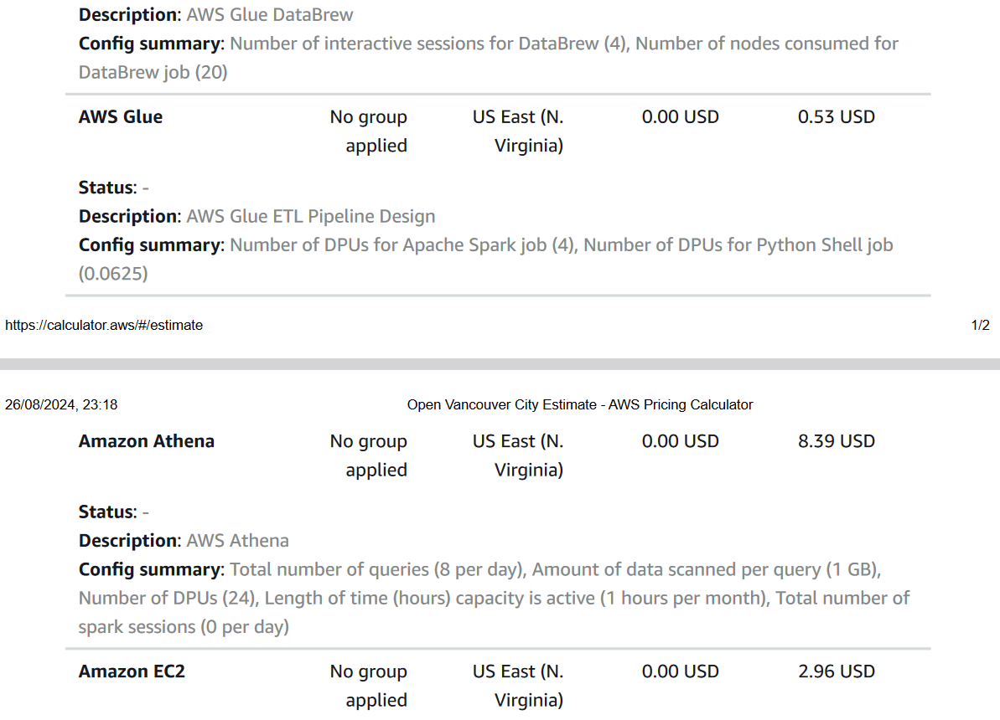 Description: AWS Glue DataBrew
Config summary: Number of interactive sessions for DataBrew (4), Number of nodes consumed for
DataBrew job (20)
AWS Glue No group US East (N. 0.00 USD 0.53 USD
applied Virginia)
Status: -
Description: AWS Glue ETL Pipeline Design
Config summary: Number of DPUs for Apache Spark job (4), Number of DPUs for Python Shell job
(0.0625)
https://calculator.aws/#/estimate 1/2
26/08/2024, 23:18 Open Vancouver City Estimate - AWS Pricing Calculator
Amazon Athena No group US East (N. 0.00 USD 8.39 USD
applied Virginia)
Status: -
Description: AWS Athena
Config summary: Total number of queries (8 per day), Amount of data scanned per query (1 GB),
Number of DPUs (24), Length of time (hours) capacity is active (1 hours per month), Total number of
spark sessions (0 per day)
Amazon EC2 No group US East (N. 0.00 USD 2.96 USD
applied Virginia)